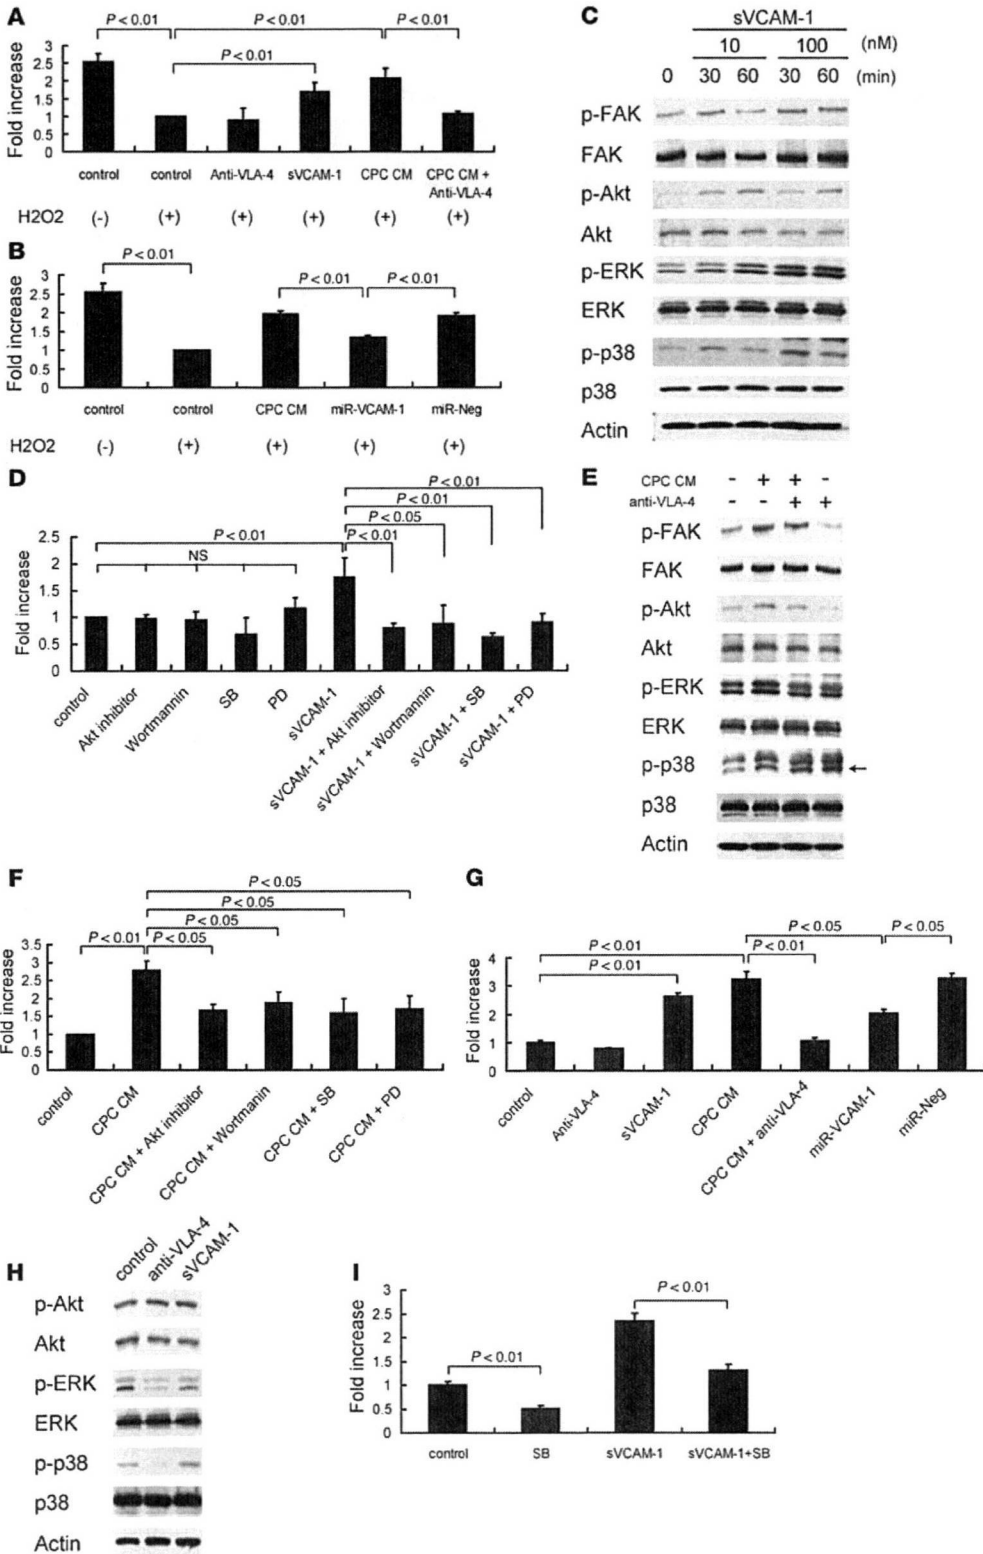 A
P < 0.01 P < 0.01 P < 0.01
P < 0.01
Fold increase
3
2.5
2
1.5
1
0.5
0
control control Anti-VLA-4 sVCAM-1 CPC CM CPC CM +
Anti-VLA-4
H2O2 (-) (+) (+) (+) (+) (+)
B
P < 0.01
P < 0.01 P < 0.01
Fold increase
3
2.5
2
1.5
1
0.5
0
control control CPC CM miR-VCAM-1 miR-Neg
H2O2 (-) (+) (+) (+) (+)
C
sVCAM-1
10 100 (nM)
0 30 60 30 60 (min)
p-FAK
FAK
p-Akt
Akt
p-ERK
ERK
p-p38
p38
Actin
D
P < 0.01
P < 0.01
P < 0.05
P < 0.01 P < 0.01
NS
Fold increase
2.5
2
1.5
1
0.5
0
control
Akt inhibitor
Wortmannin
SB
PD
sVCAM-1
sVCAM-1 + Akt inhibitor
sVCAM-1 + Wortmannin
sVCAM-1 + SB
sVCAM-1 + PD
E
CPC CM - + + -
anti-VLA-4 - - + +
p-FAK
FAK
p-Akt
Akt
p-ERK
ERK
p-p38 ←
p38
Actin
F
P < 0.05
P < 0.05
P < 0.05
P < 0.01 P < 0.05
Fold increase
3.5
3
2.5
2
1.5
1
0.5
0
control
CPC CM
CPC CM + Akt inhibitor
CPC CM + Wortmanin
CPC CM + SB
CPC CM + PD
G
P < 0.05 P < 0.05
P < 0.01 P < 0.01
P < 0.01
Fold increase
4
3
2
1
0
control
Anti-VLA-4
sVCAM-1
CPC CM
CPC CM + anti-VLA-4
miR-VCAM-1
miR-Neg
H
control anti-VLA-4 sVCAM-1
p-Akt
Akt
p-ERK
ERK
p-p38
p38
Actin
I
P < 0.01
P < 0.01
Fold increase
3
2.5
2
1.5
1
0.5
0
control SB sVCAM-1 sVCAM-1+SB